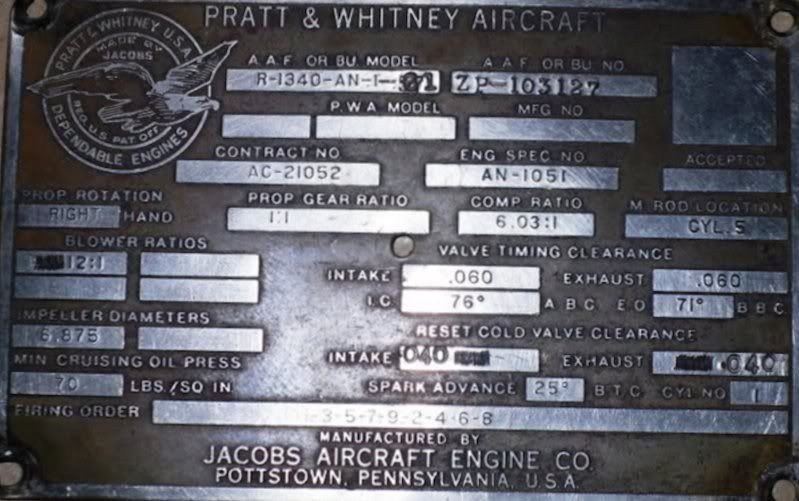 PRATT & WHITNEY AIRCRAFT
PRATT & WHITNEY U.S.A.
MADE BY
JACOBS
REG. U.S. PAT. OFF.
DEPENDABLE ENGINES
A.A.F. OR BU. MODEL A.A.F. OR BU NO.
R-1340-AN-1- ZP-103127
P.W.A. MODEL MFG NO
CONTRACT NO ENG SPEC NO ACCEPTED
AC-21052 AN-1051
PROP ROTATION PROP GEAR RATIO COMP RATIO M. ROD LOCATION
RIGHT HAND 1:1 6.03:1 CYL. 5
BLOWER RATIOS VALVE TIMING CLEARANCE
12:1 INTAKE .060 EXHAUST .060
76° A B C E O 71° B B C
IMPELLER DIAMETERS RESET COLD VALVE CLEARANCE
6.875 INTAKE 040 EXHAUST .040
MIN CRUISING OIL PRESS
70 LBS./SQ IN. SPARK ADVANCE 25° B.T.C. CYL NO 1
FIRING ORDER -3-5-7-9-2-4-6-8
MANUFACTURED BY
JACOBS AIRCRAFT ENGINE CO.
POTTSTOWN, PENNSYLVANIA, U.S.A.